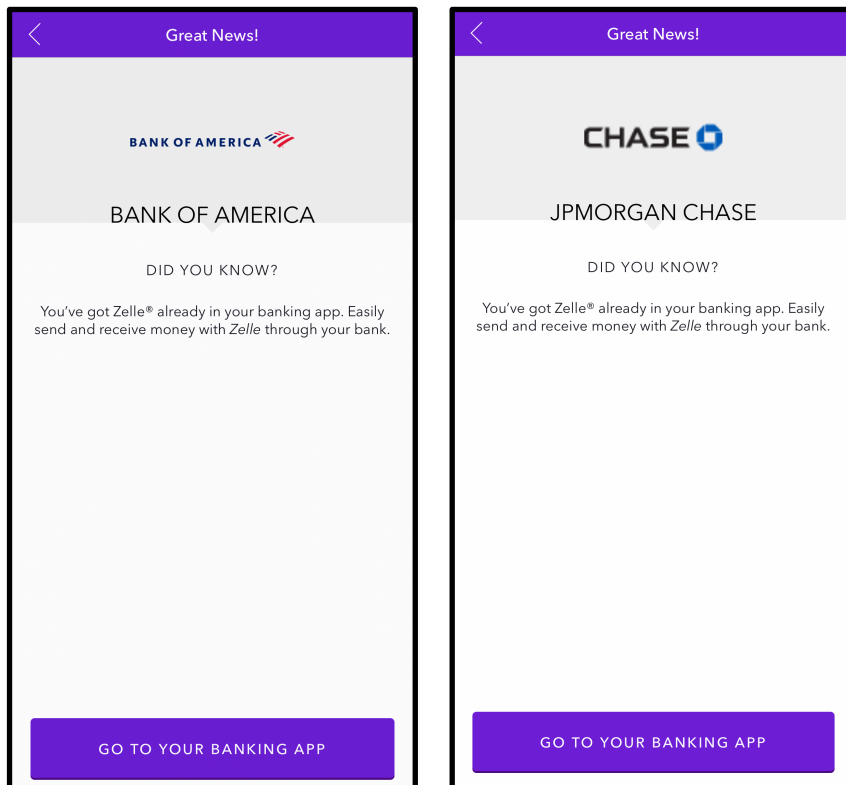 Great News!
BANK OF AMERICA
BANK OF AMERICA
DID YOU KNOW?
You've got Zelle® already in your banking app. Easily
send and receive money with Zelle through your bank.
GO TO YOUR BANKING APP
Great News!
CHASE
JPMORGAN CHASE
DID YOU KNOW?
You've got Zelle® already in your banking app. Easily
send and receive money with Zelle through your bank.
GO TO YOUR BANKING APP